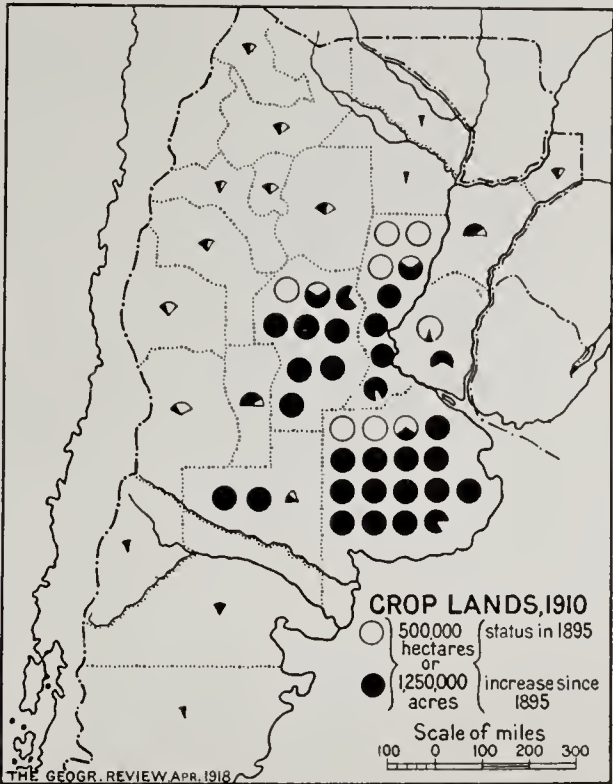 CROP LANDS, 1910
500,000 hectares or 1,250,000 acres
status in 1895
increase since 1895
Scale of miles
100 0 100 200 300
THE GEOGR. REVIEW, APR. 1918